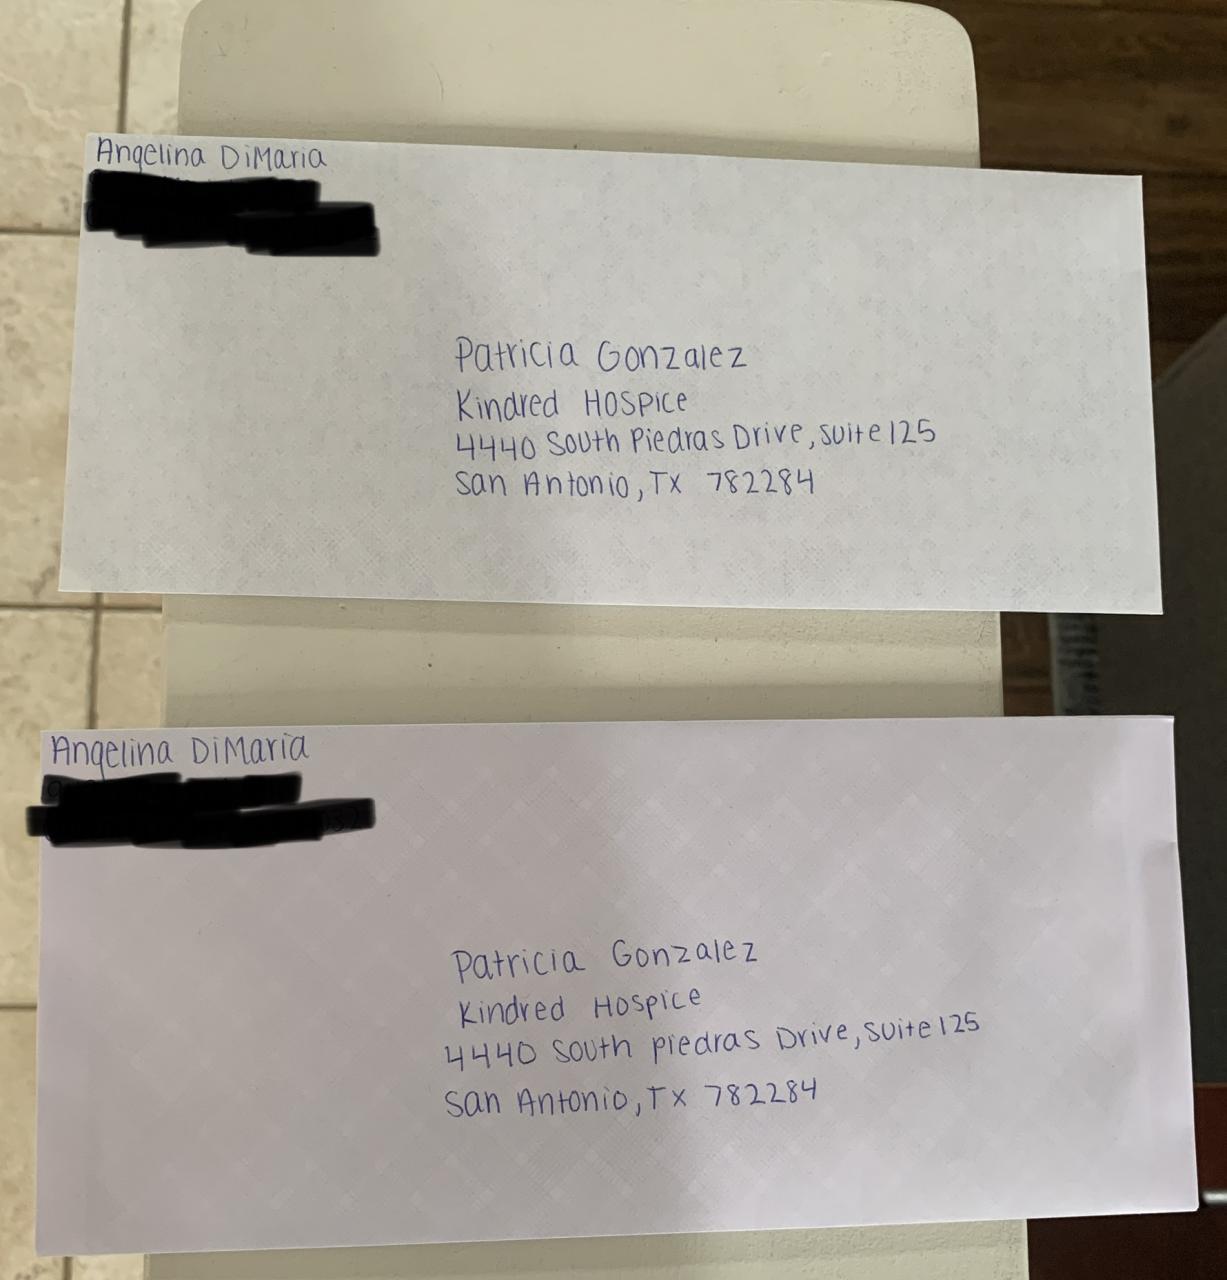 Angelina DiMaria
Patricia Gonzalez
Kindred Hospice
4440 South Piedras Drive, Suite 125
San Antonio, Tx 782284
Angelina DiMaria
Patricia Gonzalez
Kindred Hospice
4440 South piedras Drive, Suite 125
San Antonio, Tx 782284